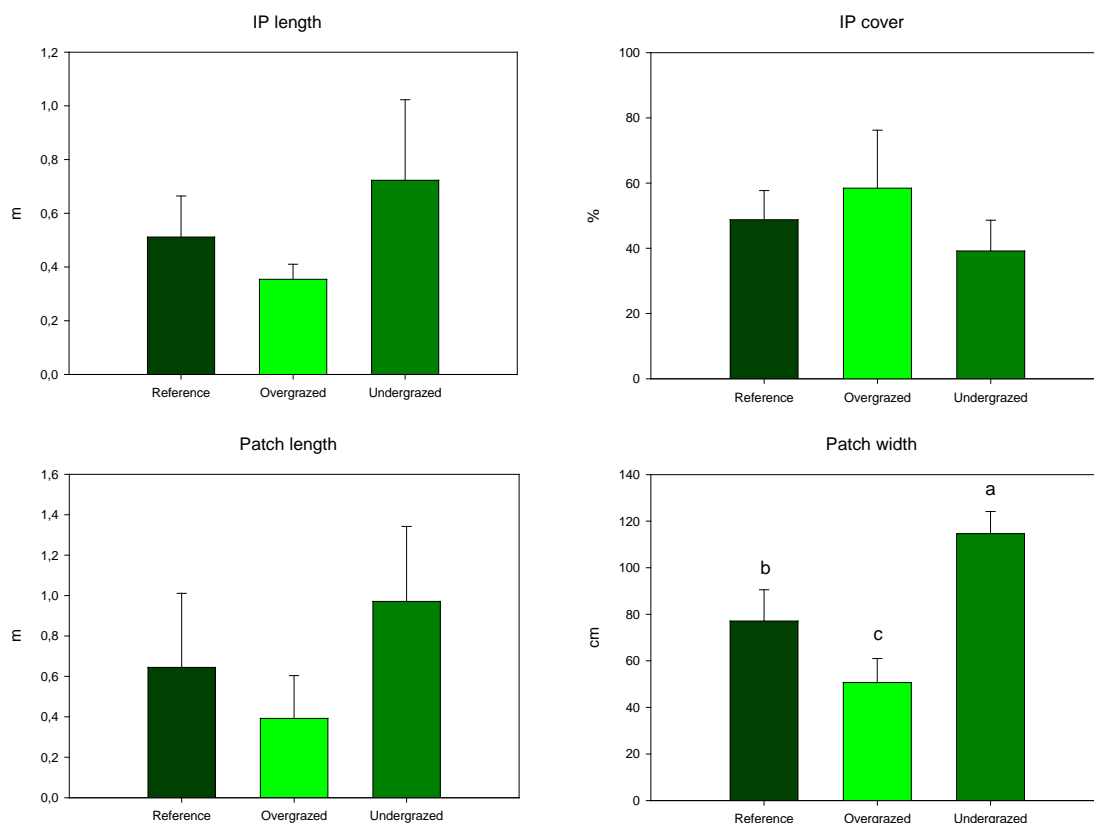 IP length
1,2
1,0
0,8
0,6
0,4
0,2
0,0
m
Reference Overgrazed Undergrazed
IP cover
100
80
60
40
20
0
%
Reference Overgrazed Undergrazed
Patch length
1,6
1,4
1,2
1,0
0,8
0,6
0,4
0,2
0,0
m
Reference Overgrazed Undergrazed
Patch width
140
120
100
80
60
40
20
0
cm
b
c
a
Reference Overgrazed Undergrazed